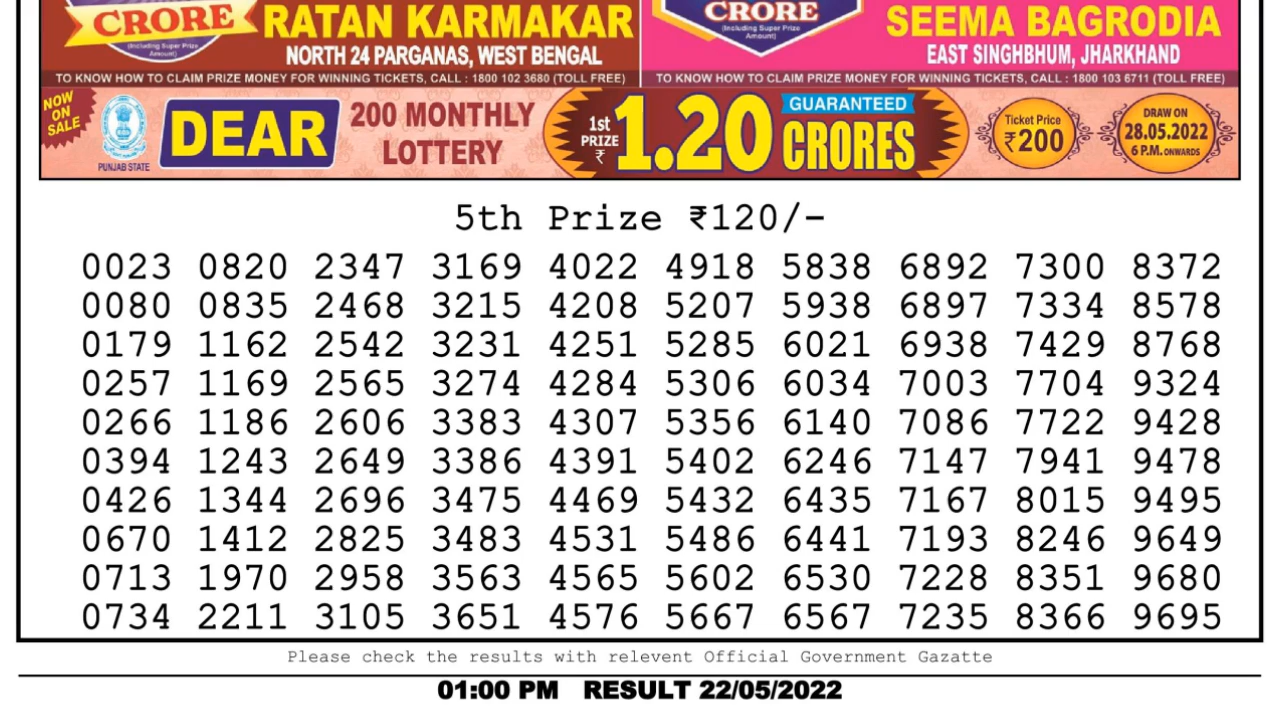 CRORE
(Including Super Prize
Amount)
RATAN KARMAKAR
NORTH 24 PARGANAS, WEST BENGAL
CRORE
(Including Super Prize
Amount)
SEEMA BAGRODIA
EAST SINGHBHUM, JHARKHAND
TO KNOW HOW TO CLAIM PRIZE MONEY FOR WINNING TICKETS, CALL : 1800 102 3680 (TOLL FREE)
TO KNOW HOW TO CLAIM PRIZE MONEY FOR WINNING TICKETS, CALL : 1800 103 6711 (TOLL FREE)
NOW
ON
SALE
PUNJAB STATE
DEAR
200 MONTHLY
LOTTERY
1st
PRIZE
₹
1.20
GUARANTEED
CRORES
Ticket Price
₹200
DRAW ON
28.05.2022
6 P.M. ONWARDS
5th Prize ₹120/-
0023 0820 2347 3169 4022 4918 5838 6892 7300 8372
0080 0835 2468 3215 4208 5207 5938 6897 7334 8578
0179 1162 2542 3231 4251 5285 6021 6938 7429 8768
0257 1169 2565 3274 4284 5306 6034 7003 7704 9324
0266 1186 2606 3383 4307 5356 6140 7086 7722 9428
0394 1243 2649 3386 4391 5402 6246 7147 7941 9478
0426 1344 2696 3475 4469 5432 6435 7167 8015 9495
0670 1412 2825 3483 4531 5486 6441 7193 8246 9649
0713 1970 2958 3563 4565 5602 6530 7228 8351 9680
0734 2211 3105 3651 4576 5667 6567 7235 8366 9695
Please check the results with relevent Official Government Gazatte
01:00 PM RESULT 22/05/2022